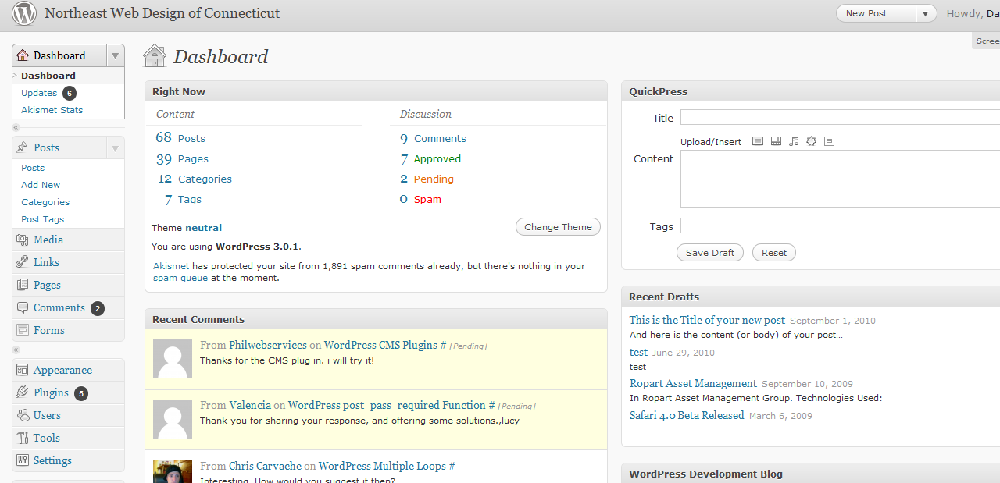 Northeast Web Design of Connecticut
New Post
Howdy,
Dashboard
Dashboard
Updates 6
Akismet Stats
Posts
Posts
Add New
Categories
Post Tags
Media
Links
Pages
Comments 2
Forms
Appearance
Plugins 5
Users
Tools
Settings
Dashboard
Right Now
Content
68 Posts
39 Pages
12 Categories
7 Tags
Discussion
9 Comments
7 Approved
2 Pending
0 Spam
Theme neutral
Change Theme
You are using WordPress 3.0.1.
Akismet has protected your site from 1,891 spam comments already, but there's nothing in your
spam queue at the moment.
Recent Comments
From Philwebservices on WordPress CMS Plugins # [Pending]
Thanks for the CMS plug in. i will try it!
From Valencia on WordPress post_pass_required Function # [Pending]
Thank you for sharing your response, and offering some solutions.,lucy
From Chris Carvache on WordPress Multiple Loops #
Interesting. How would you suggest it then?
QuickPress
Title
Upload/Insert
Content
Tags
Save Draft
Reset
Recent Drafts
This is the Title of your new post September 1, 2010
And here is the content (or body) of your post...
test June 29, 2010
test
Ropart Asset Management September 10, 2009
In Ropart Asset Management Group. Technologies Used:
Safari 4.0 Beta Released March 6, 2009
WordPress Development Blog